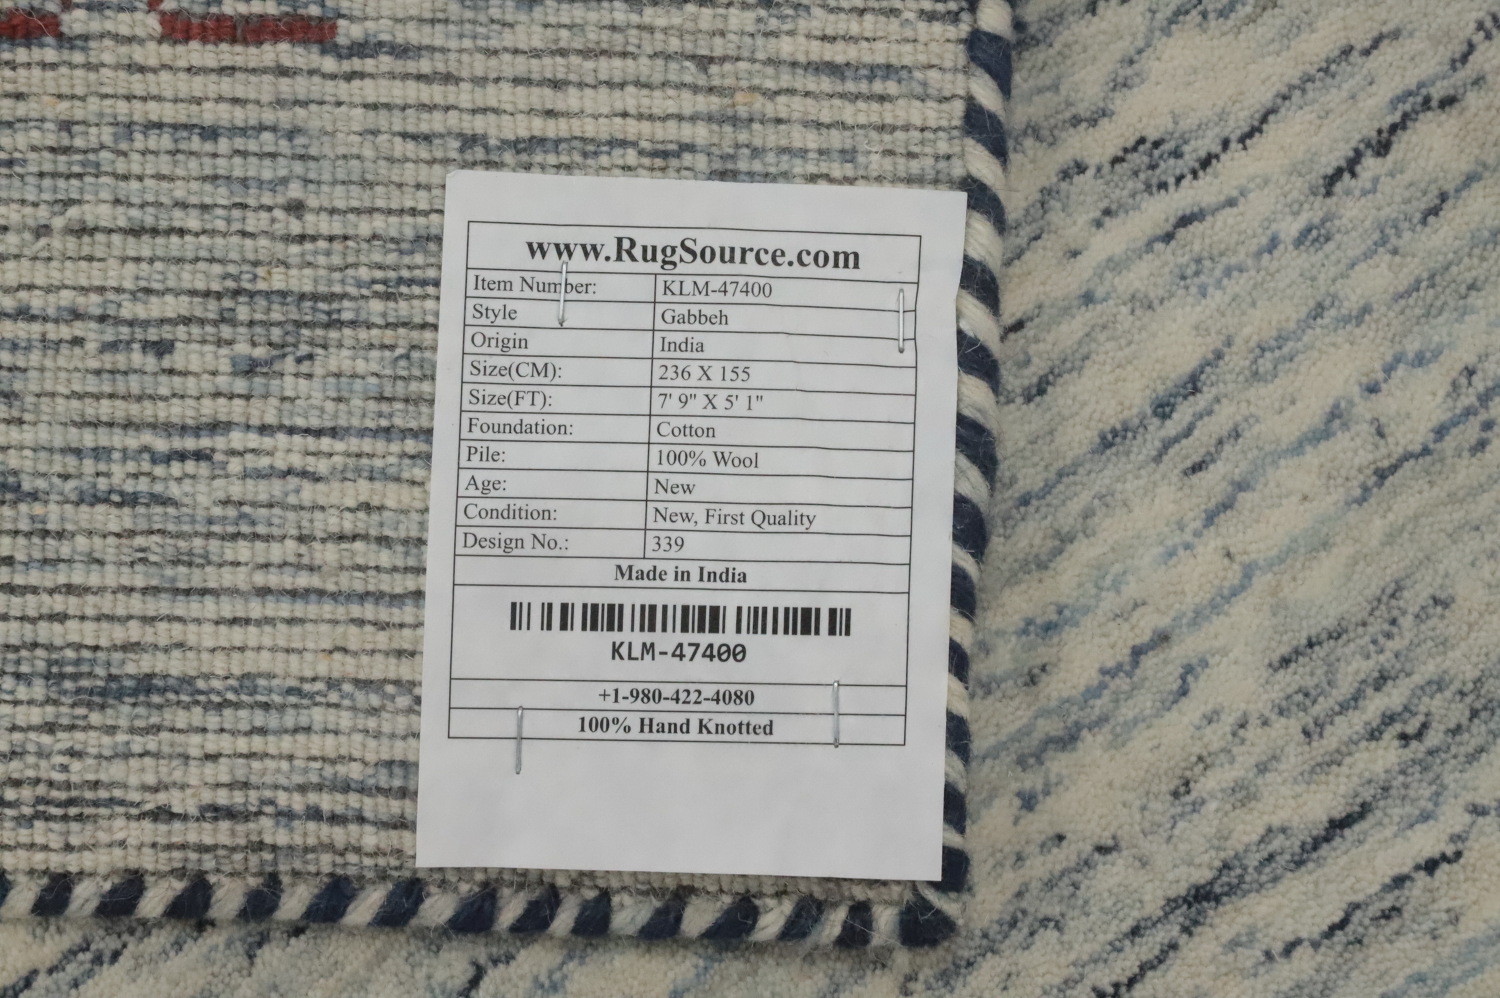 www.RugSource.com
Item Number: KLM-47400
Style Gabbeh
Origin India
Size(CM): 236 X 155
Size(FT): 7' 9" X 5' 1"
Foundation: Cotton
Pile: 100% Wool
Age: New
Condition: New, First Quality
Design No.: 339
Made in India
KLM-47400
+1-980-422-4080
100% Hand Knotted